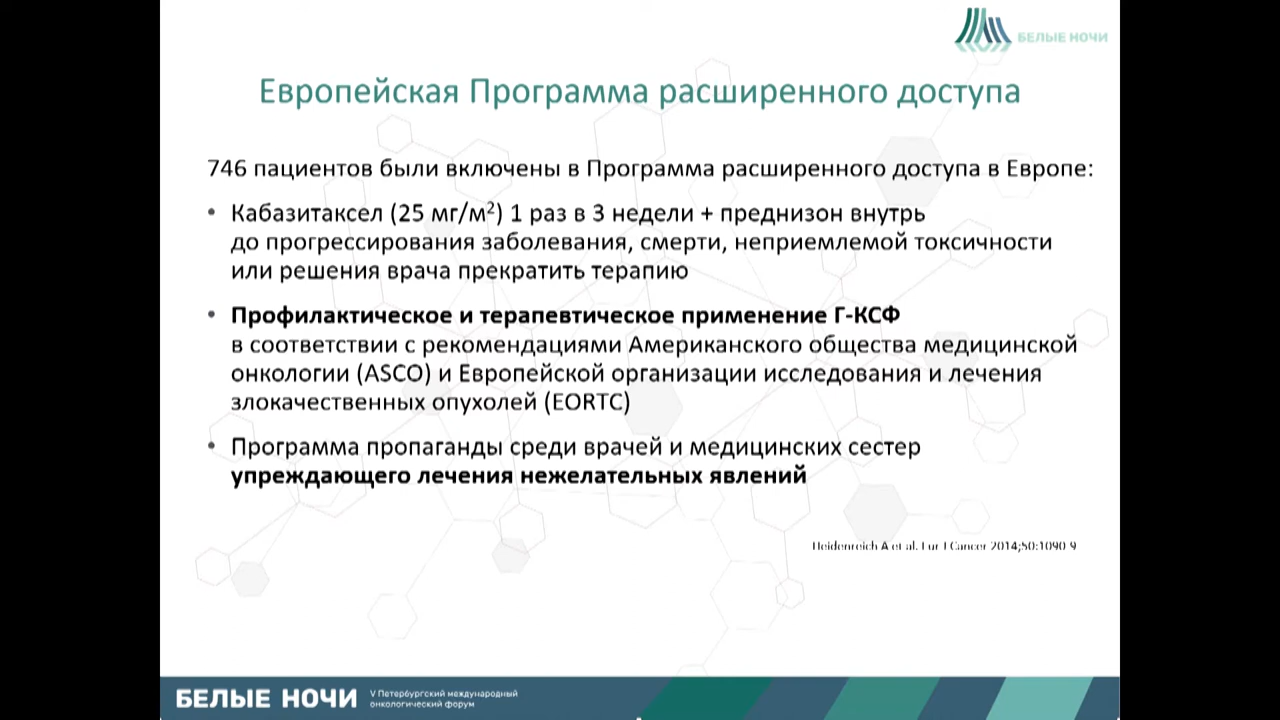 БЕЛЫЕ НОЧИ
Европейская Программа расширенного доступа
746 пациентов были включены в Программа расширенного доступа в Европе:
• Кабазитаксел (25 мг/м²) 1 раз в 3 недели + преднизон внутрь
до прогрессирования заболевания, смерти, неприемлемой токсичности
или решения врача прекратить терапию
• Профилактическое и терапевтическое применение Г-КСФ
в соответствии с рекомендациями Американского общества медицинской
онкологии (ASCO) и Европейской организации исследования и лечения
злокачественных опухолей (EORTC)
• Программа пропаганды среди врачей и медицинских сестер
упреждающего лечения нежелательных явлений
Heidenreich A et al. Eur J Cancer 2014;50:1090-9
БЕЛЫЕ НОЧИ
V Петербургский международный
онкологический форум